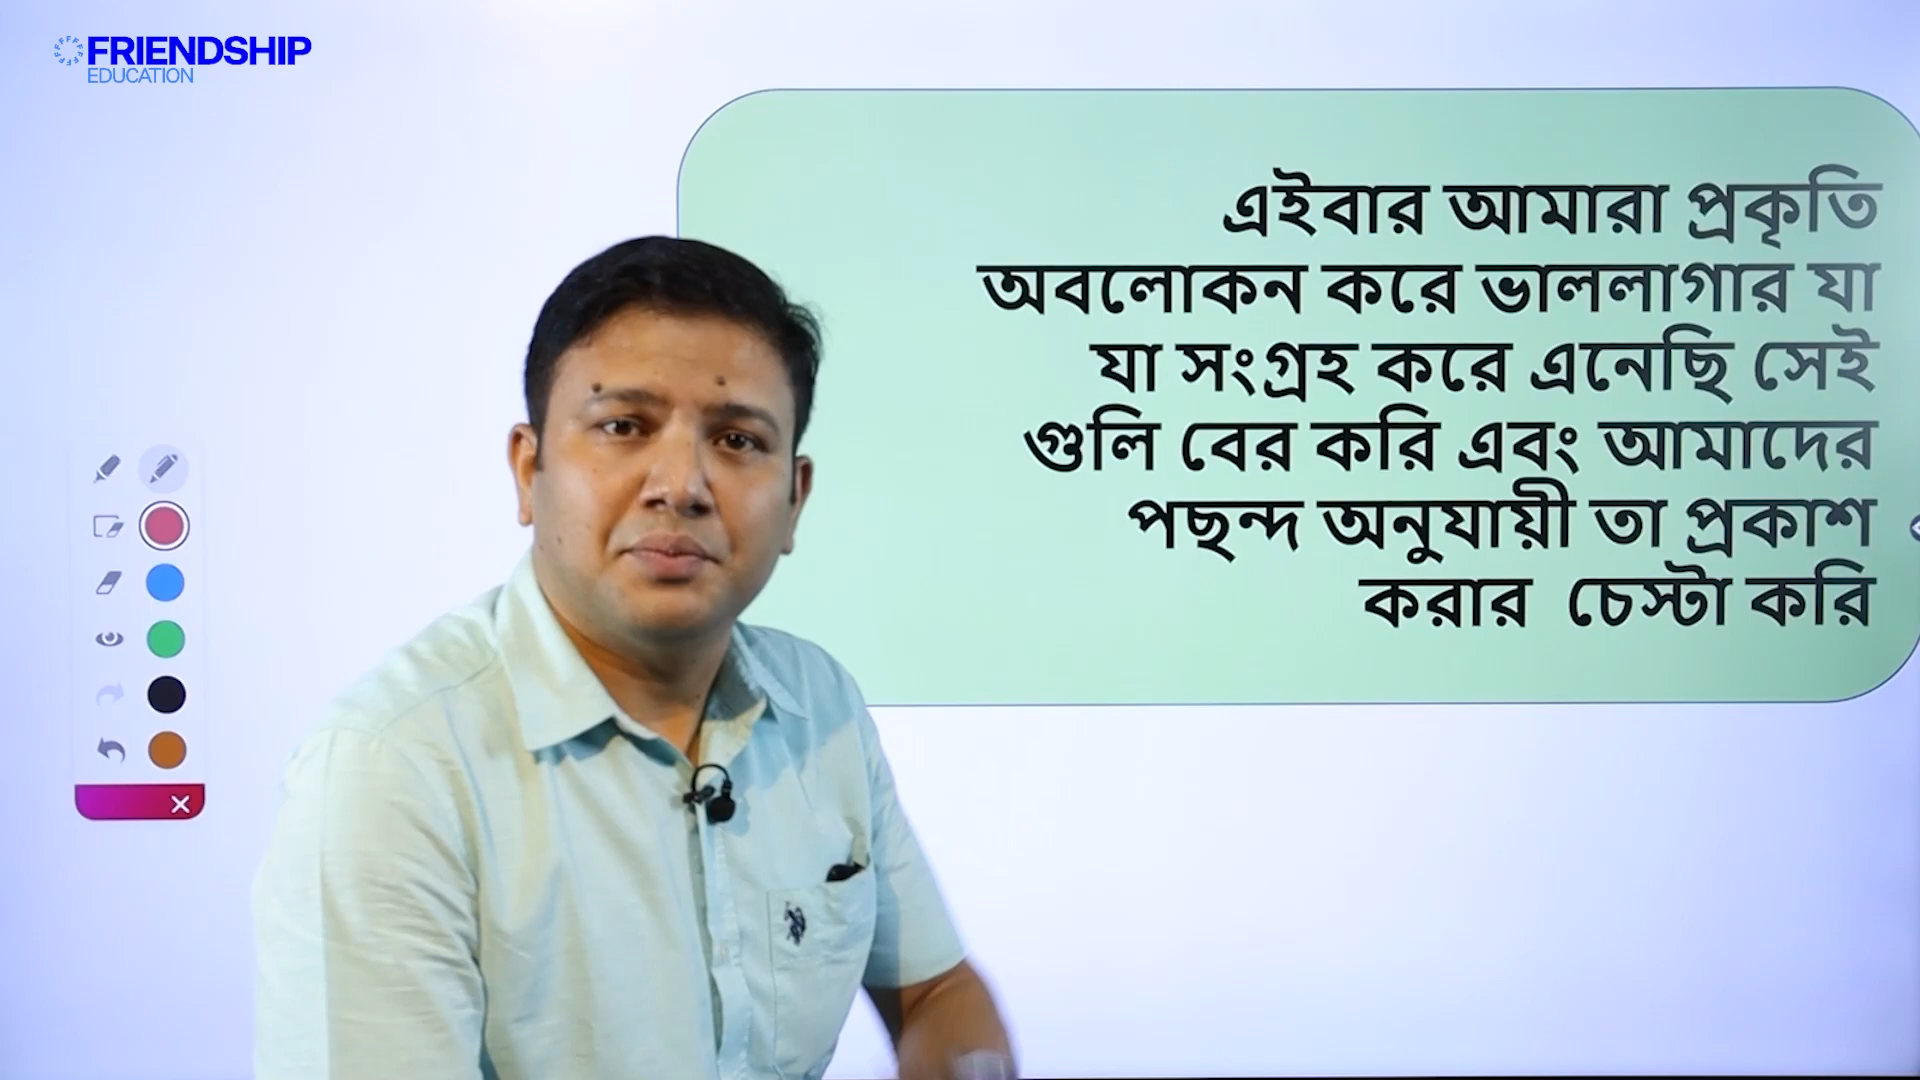 FRIENDSHIP
EDUCATION
এইবার আমারা প্রকৃতি
অবলোকন করে ভাললাগার যা
যা সংগ্রহ করে এনেছি সেই
গুলি বের করি এবং আমাদের
পছন্দ অনুযায়ী তা প্রকাশ
করার চেস্টা করি